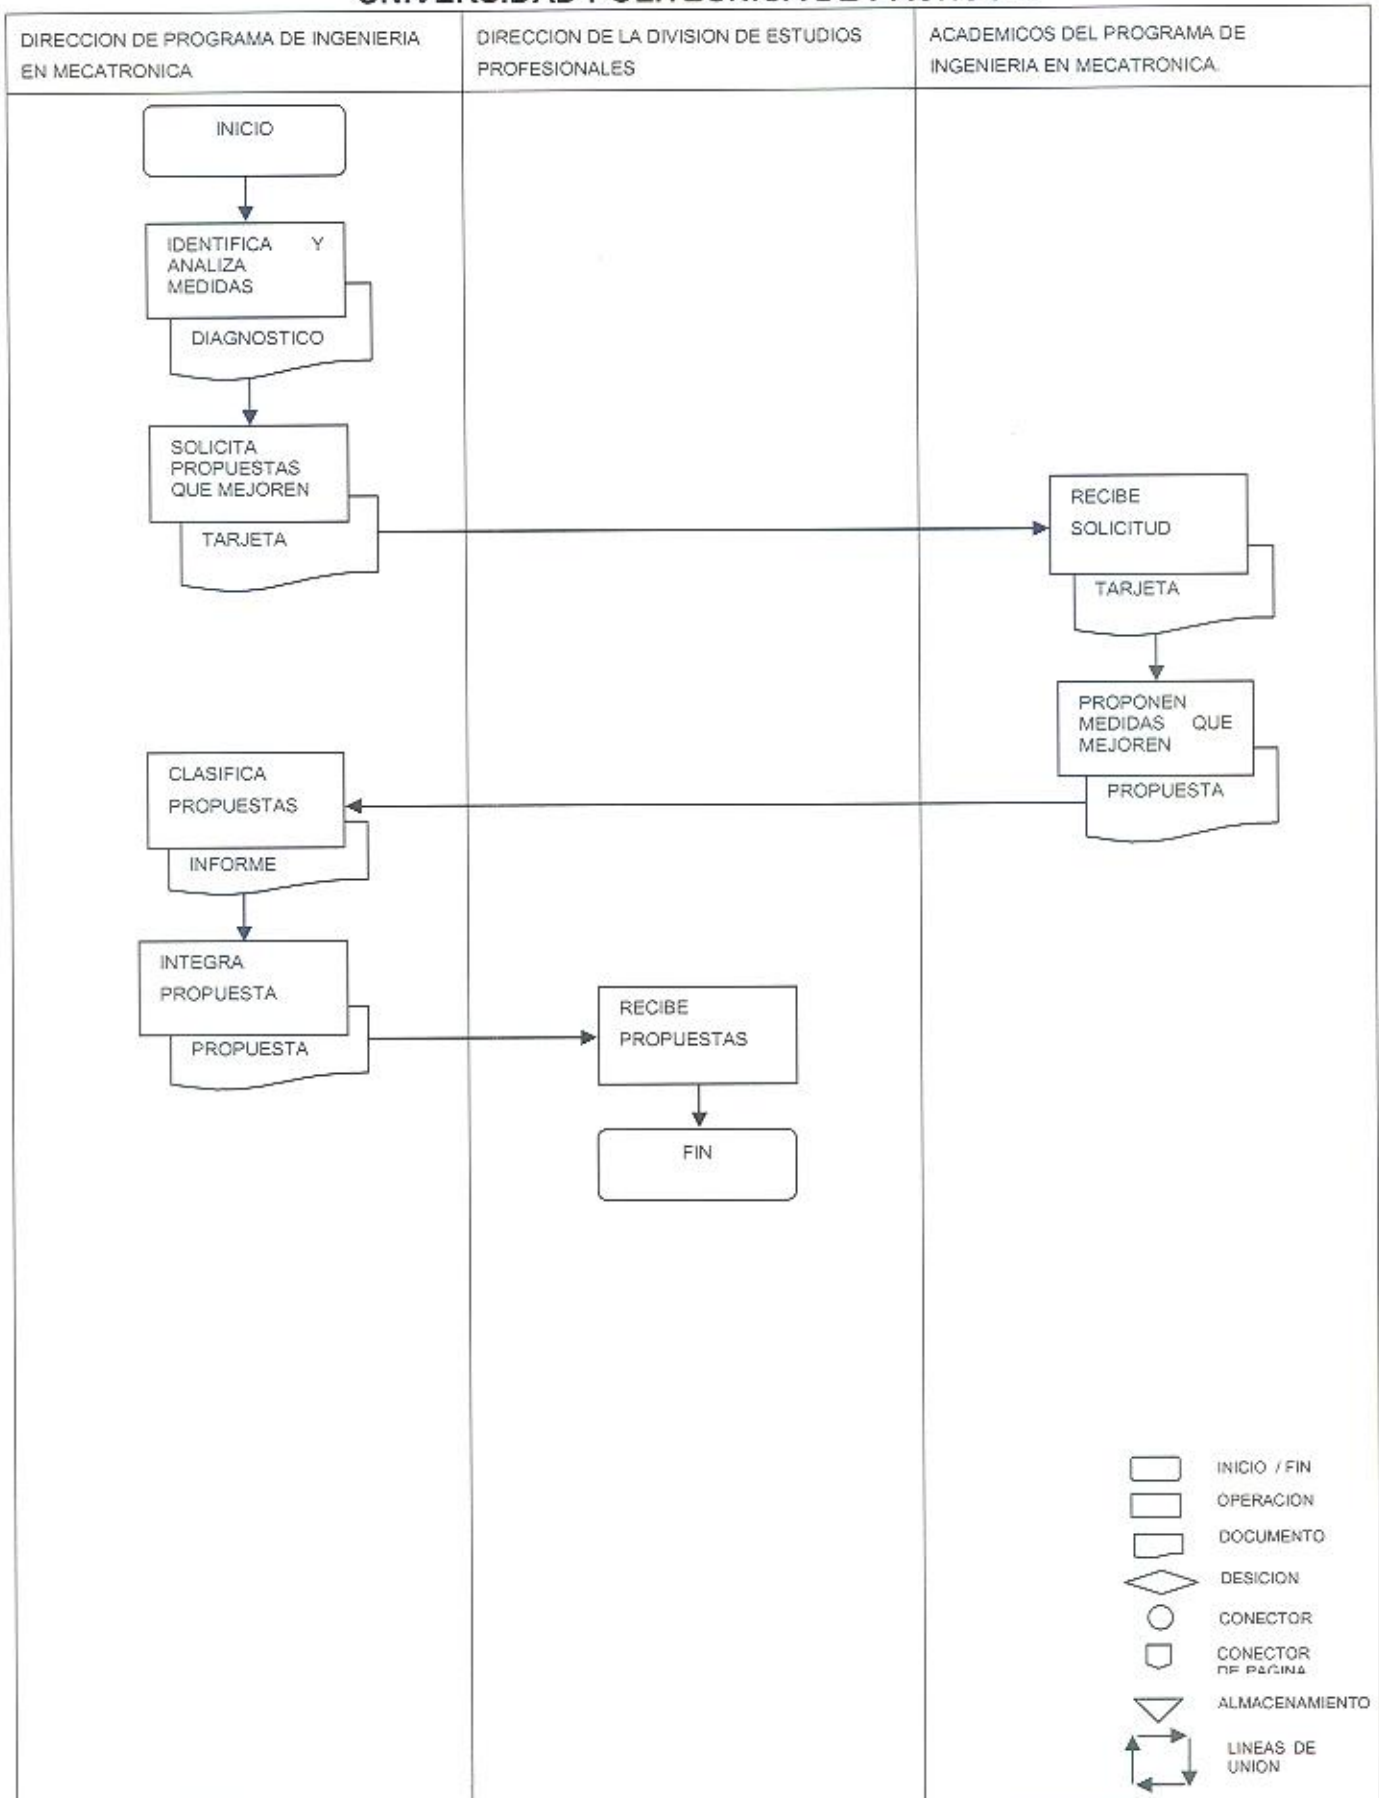 DIRECCION DE PROGRAMA DE INGENIERIA
EN MECATRONICA
DIRECCION DE LA DIVISION DE ESTUDIOS
PROFESIONALES
ACADEMICOS DEL PROGRAMA DE
INGENIERIA EN MECATRONICA.
INICIO
IDENTIFICA Y
ANALIZA
MEDIDAS
DIAGNOSTICO
SOLICITA
PROPUESTAS
QUE MEJOREN
TARJETA
RECIBE
SOLICITUD
TARJETA
PROPONEN
MEDIDAS QUE
MEJOREN
PROPUESTA
CLASIFICA
PROPUESTAS
INFORME
INTEGRA
PROPUESTA
PROPUESTA
RECIBE
PROPUESTAS
FIN
INICIO / FIN
OPERACION
DOCUMENTO
DESICION
CONECTOR
CONECTOR
DE PAGINA
ALMACENAMIENTO
LINEAS DE
UNION